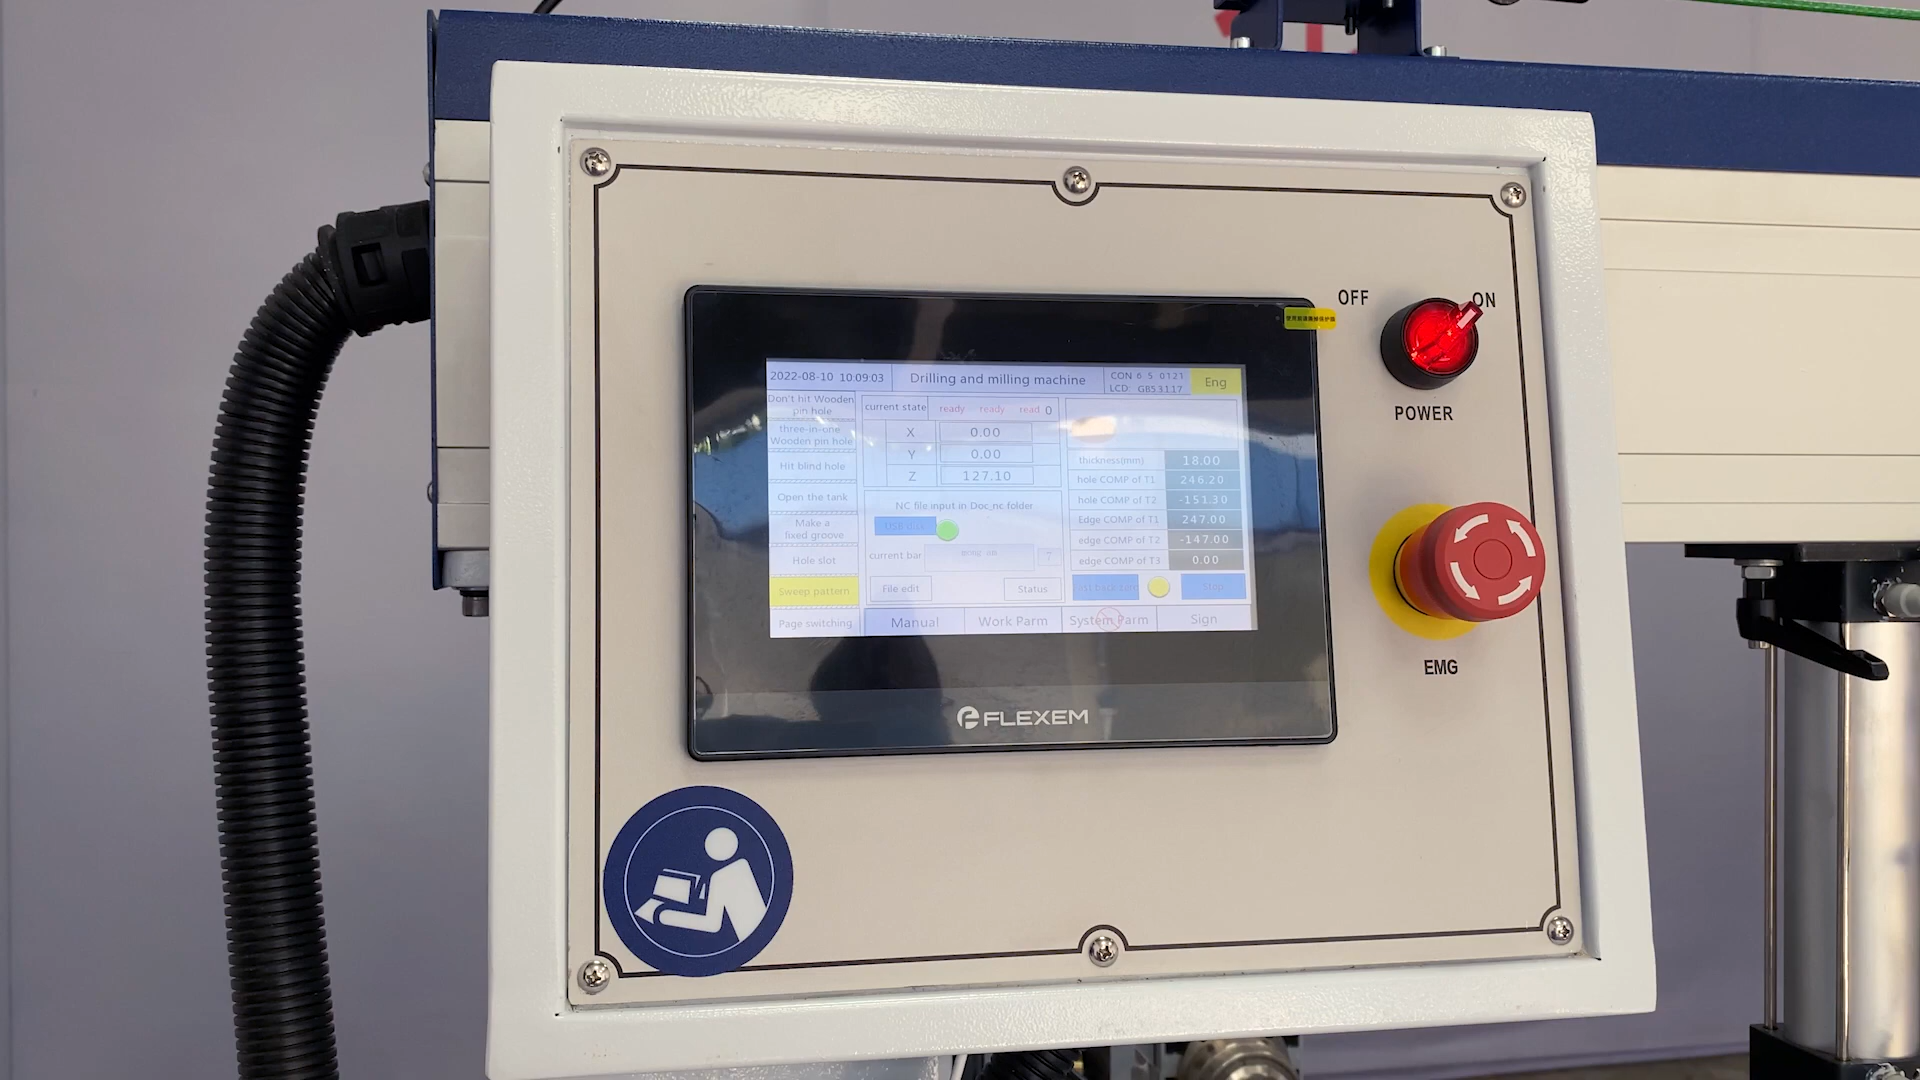 OFF
ON
POWER
EMG
2022-08-10 10:09:03
Drilling and milling machine
CON 6 5 0121
LCD: GB53117
Eng
Don't hit Wooden
pin hole
three-in-one
Wooden pin hole
Hit blind hole
Open the tank
Make a
fixed groove
Hole slot
Sweep pattern
Page switching
current state
ready ready read 0
X 0.00
Y 0.00
Z 127.10
NC file input in Doc_nc folder
current bar
File edit
Status
thickness(mm) 18.00
hole COMP of T1 246.20
hole COMP of T2 -151.30
Edge COMP of T1 247.00
edge COMP of T2 -147.00
edge COMP of T3 0.00
Stop
Manual
Work Parm
System Parm
Sign
FLEXEM